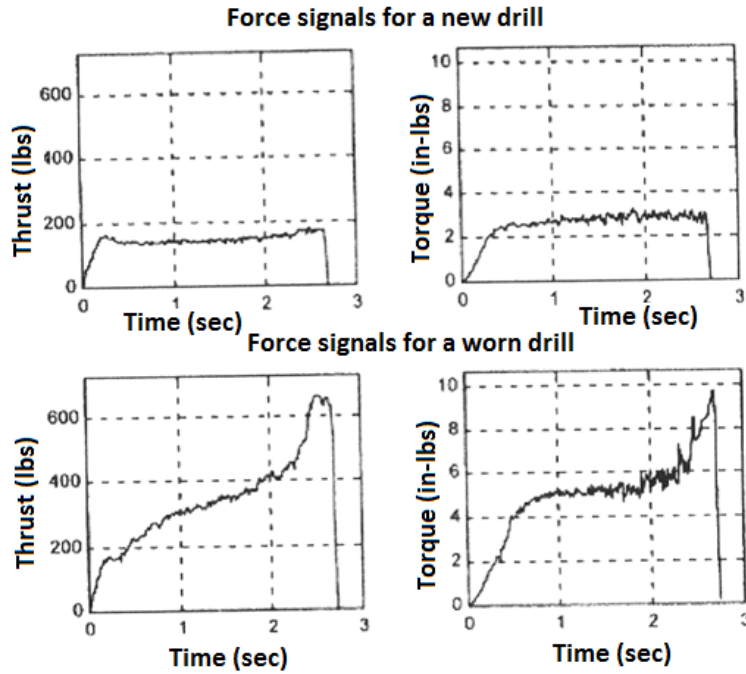 Force signals for a new drill
Thrust (lbs)
600
400
200
0
0 1 2 3
Time (sec)
Torque (in-lbs)
10
8
6
4
2
0
0 1 2 3
Time (sec)
Force signals for a worn drill
Thrust (lbs)
600
400
200
0
0 1 2 3
Time (sec)
Torque (in-lbs)
10
8
6
4
2
0
0 1 2 3
Time (sec)